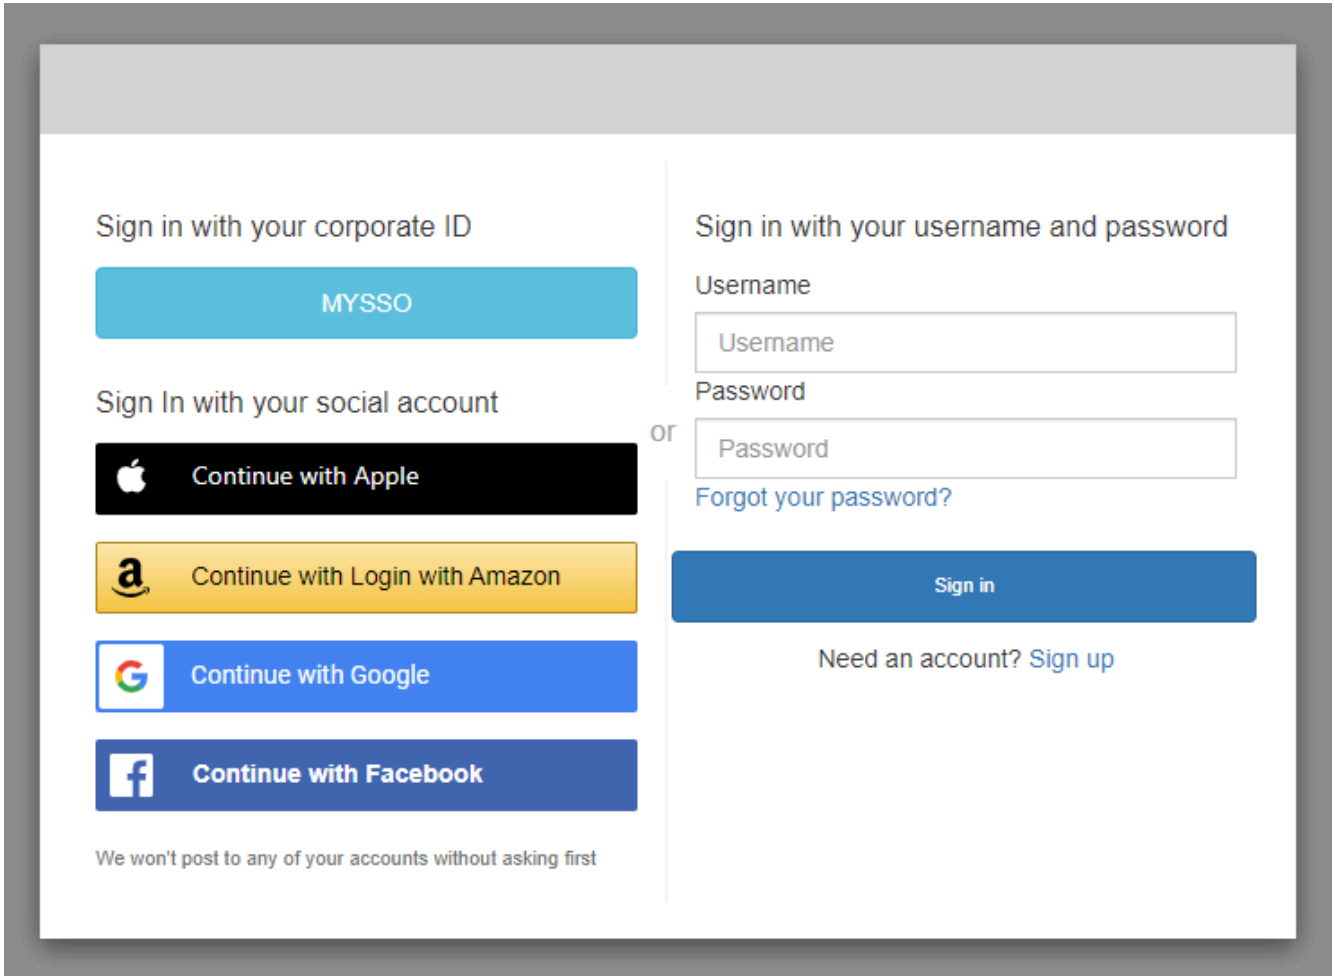 Sign in with your corporate ID
MYSSO
Sign In with your social account
Continue with Apple
Continue with Login with Amazon
Continue with Google
Continue with Facebook
We won't post to any of your accounts without asking first
or
Sign in with your username and password
Username
Username
Password
Password
Forgot your password?
Sign in
Need an account? Sign up